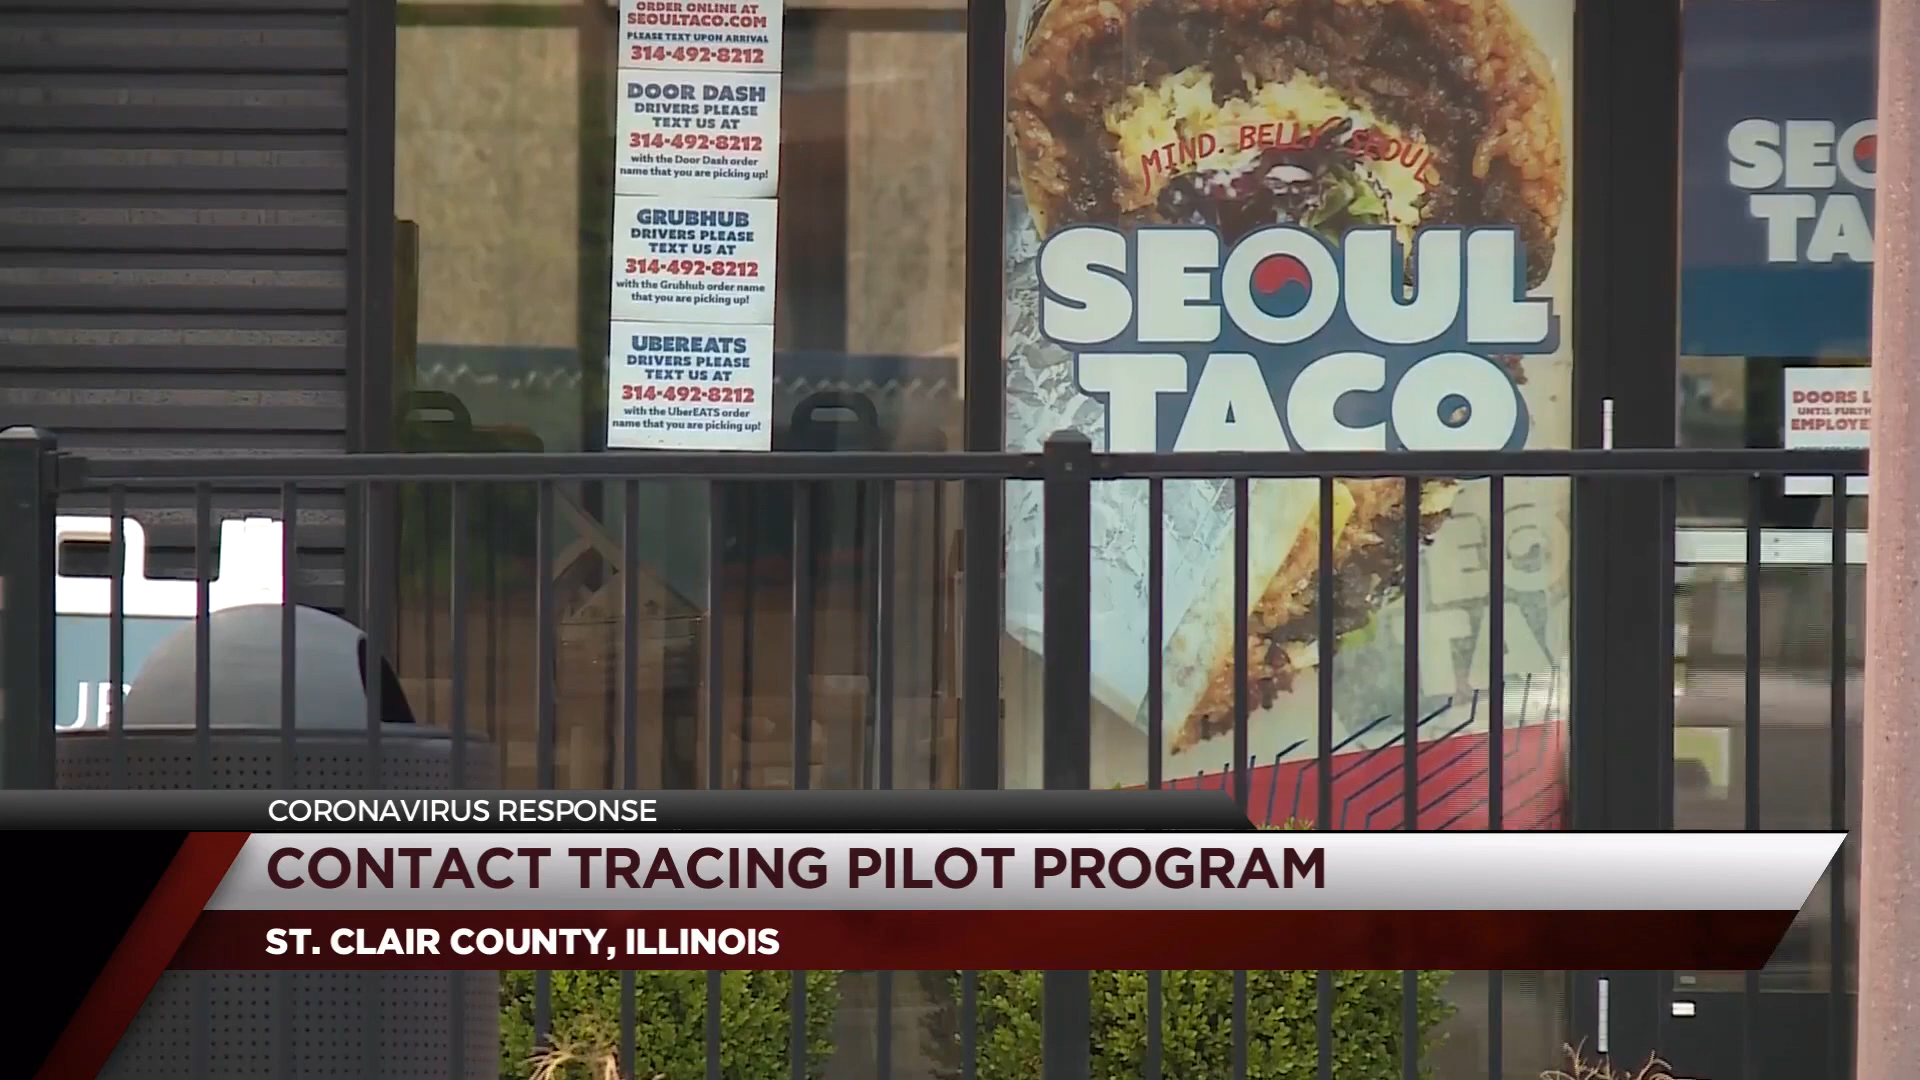 ORDER ONLINE AT
SEOULTACO.COM
PLEASE TEXT UPON ARRIVAL
314-492-8212
DOOR DASH
DRIVERS PLEASE
TEXT US AT
314-492-8212
with the Door Dash order
name that you are picking up!
GRUBHUB
DRIVERS PLEASE
TEXT US AT
314-492-8212
with the Grubhub order name
that you are picking up!
UBEREATS
DRIVERS PLEASE
TEXT US AT
314-492-8212
with the UberEATS order
name that you are picking up!
MIND. BELLY. SEOUL.
SEOUL
TACO
SEO
TA
DOORS L
UNTIL FURTH
EMPLOYE
CORONAVIRUS RESPONSE
CONTACT TRACING PILOT PROGRAM
ST. CLAIR COUNTY, ILLINOIS